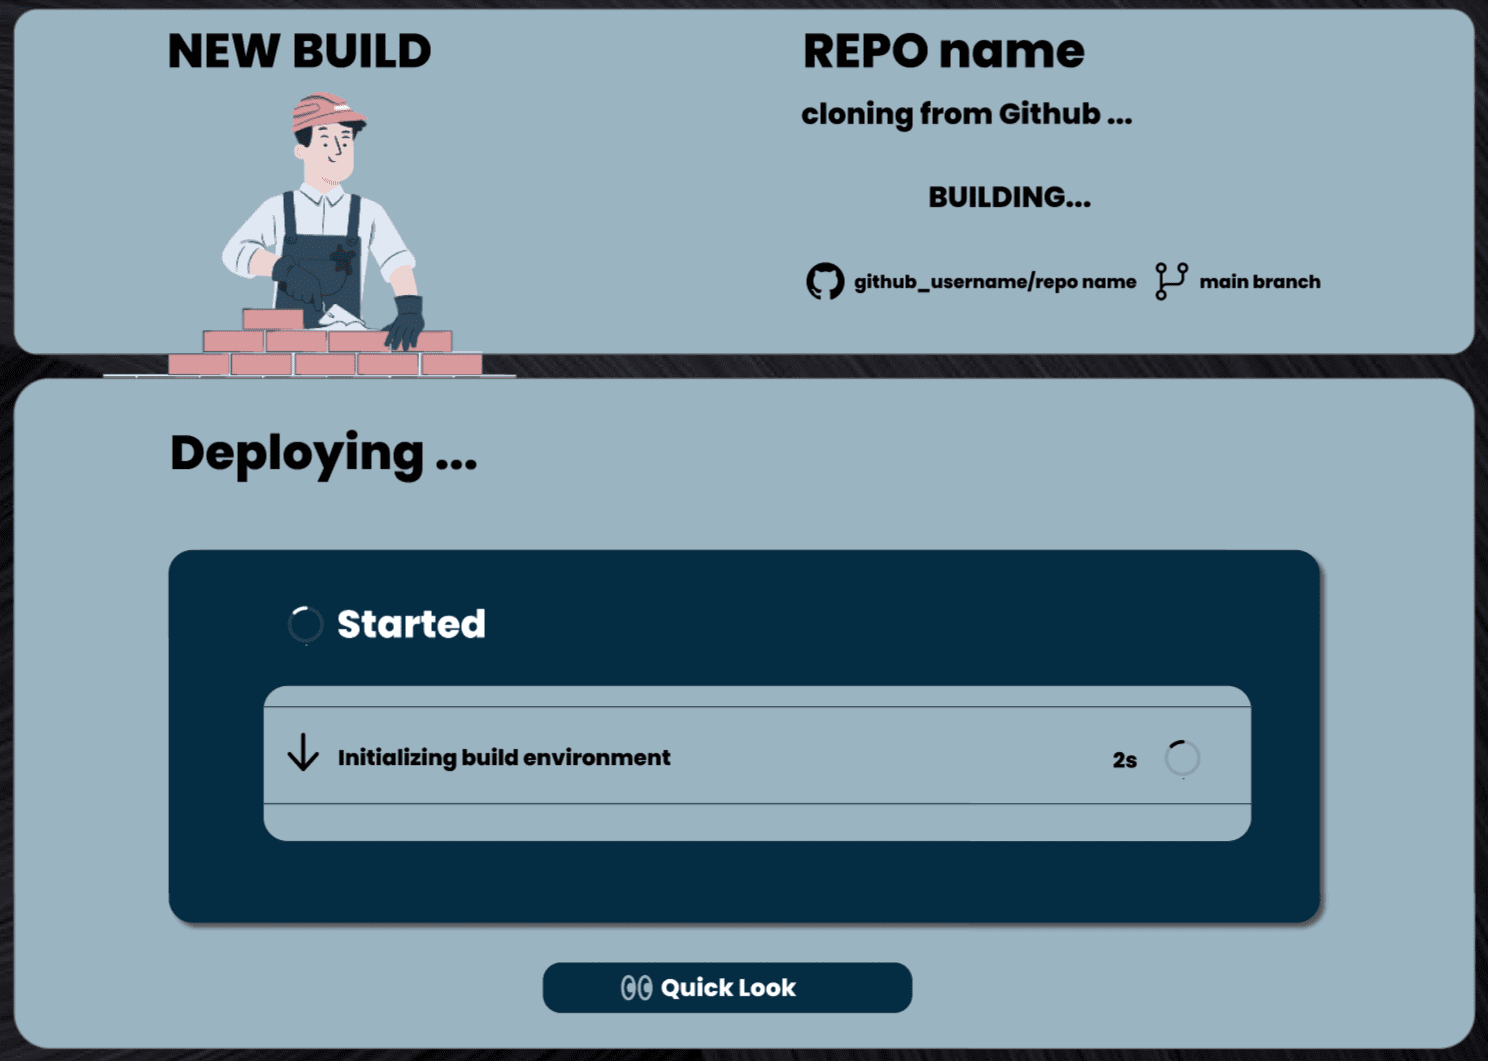 NEW BUILD
REPO name
cloning from Github ...
BUILDING...
github_username/repo name main branch
Deploying ...
Started
Initializing build environment 2s
Quick Look